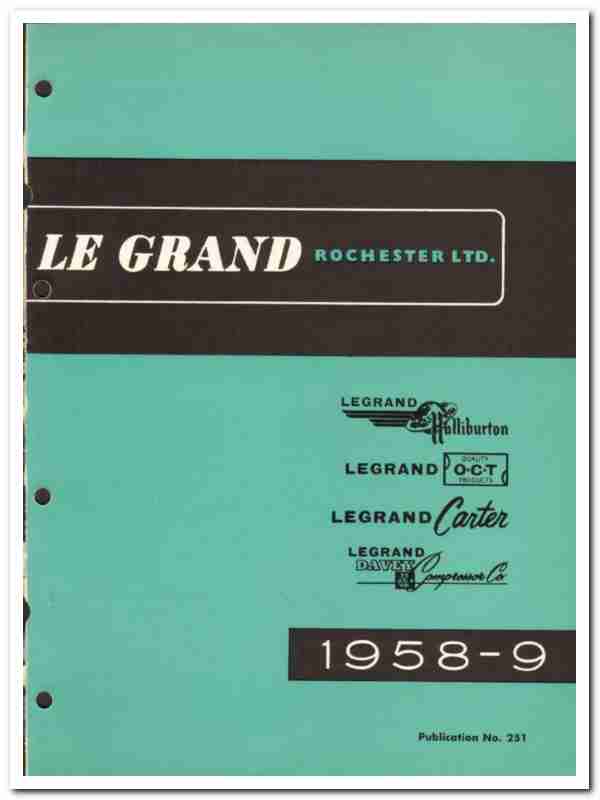 LE GRAND ROCHESTER LTD.
LEGRAND Halliburton
LEGRAND QUALITY O-C-T PRODUCTS
LEGRAND Carter
LEGRAND
DAVEY Compressor Co
1958-9
Publication No. 251